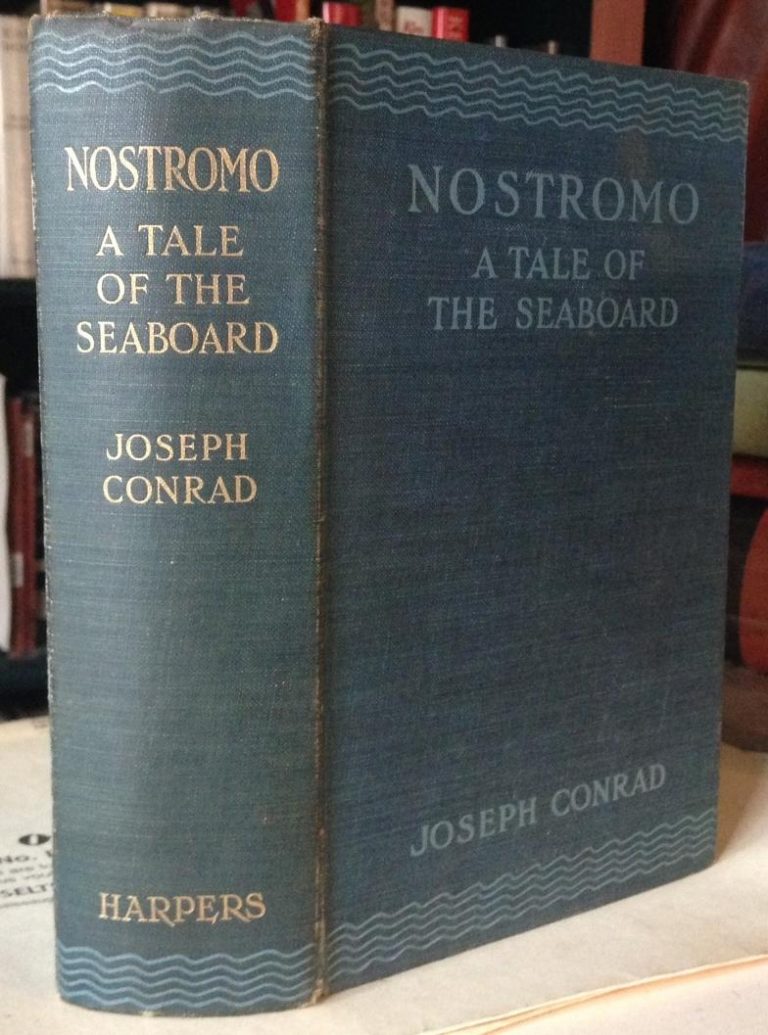 NOSTROMO
A TALE
OF THE
SEABOARD
JOSEPH
CONRAD
HARPERS
NOSTROMO
A TALE OF
THE SEABOARD
JOSEPH CONRAD